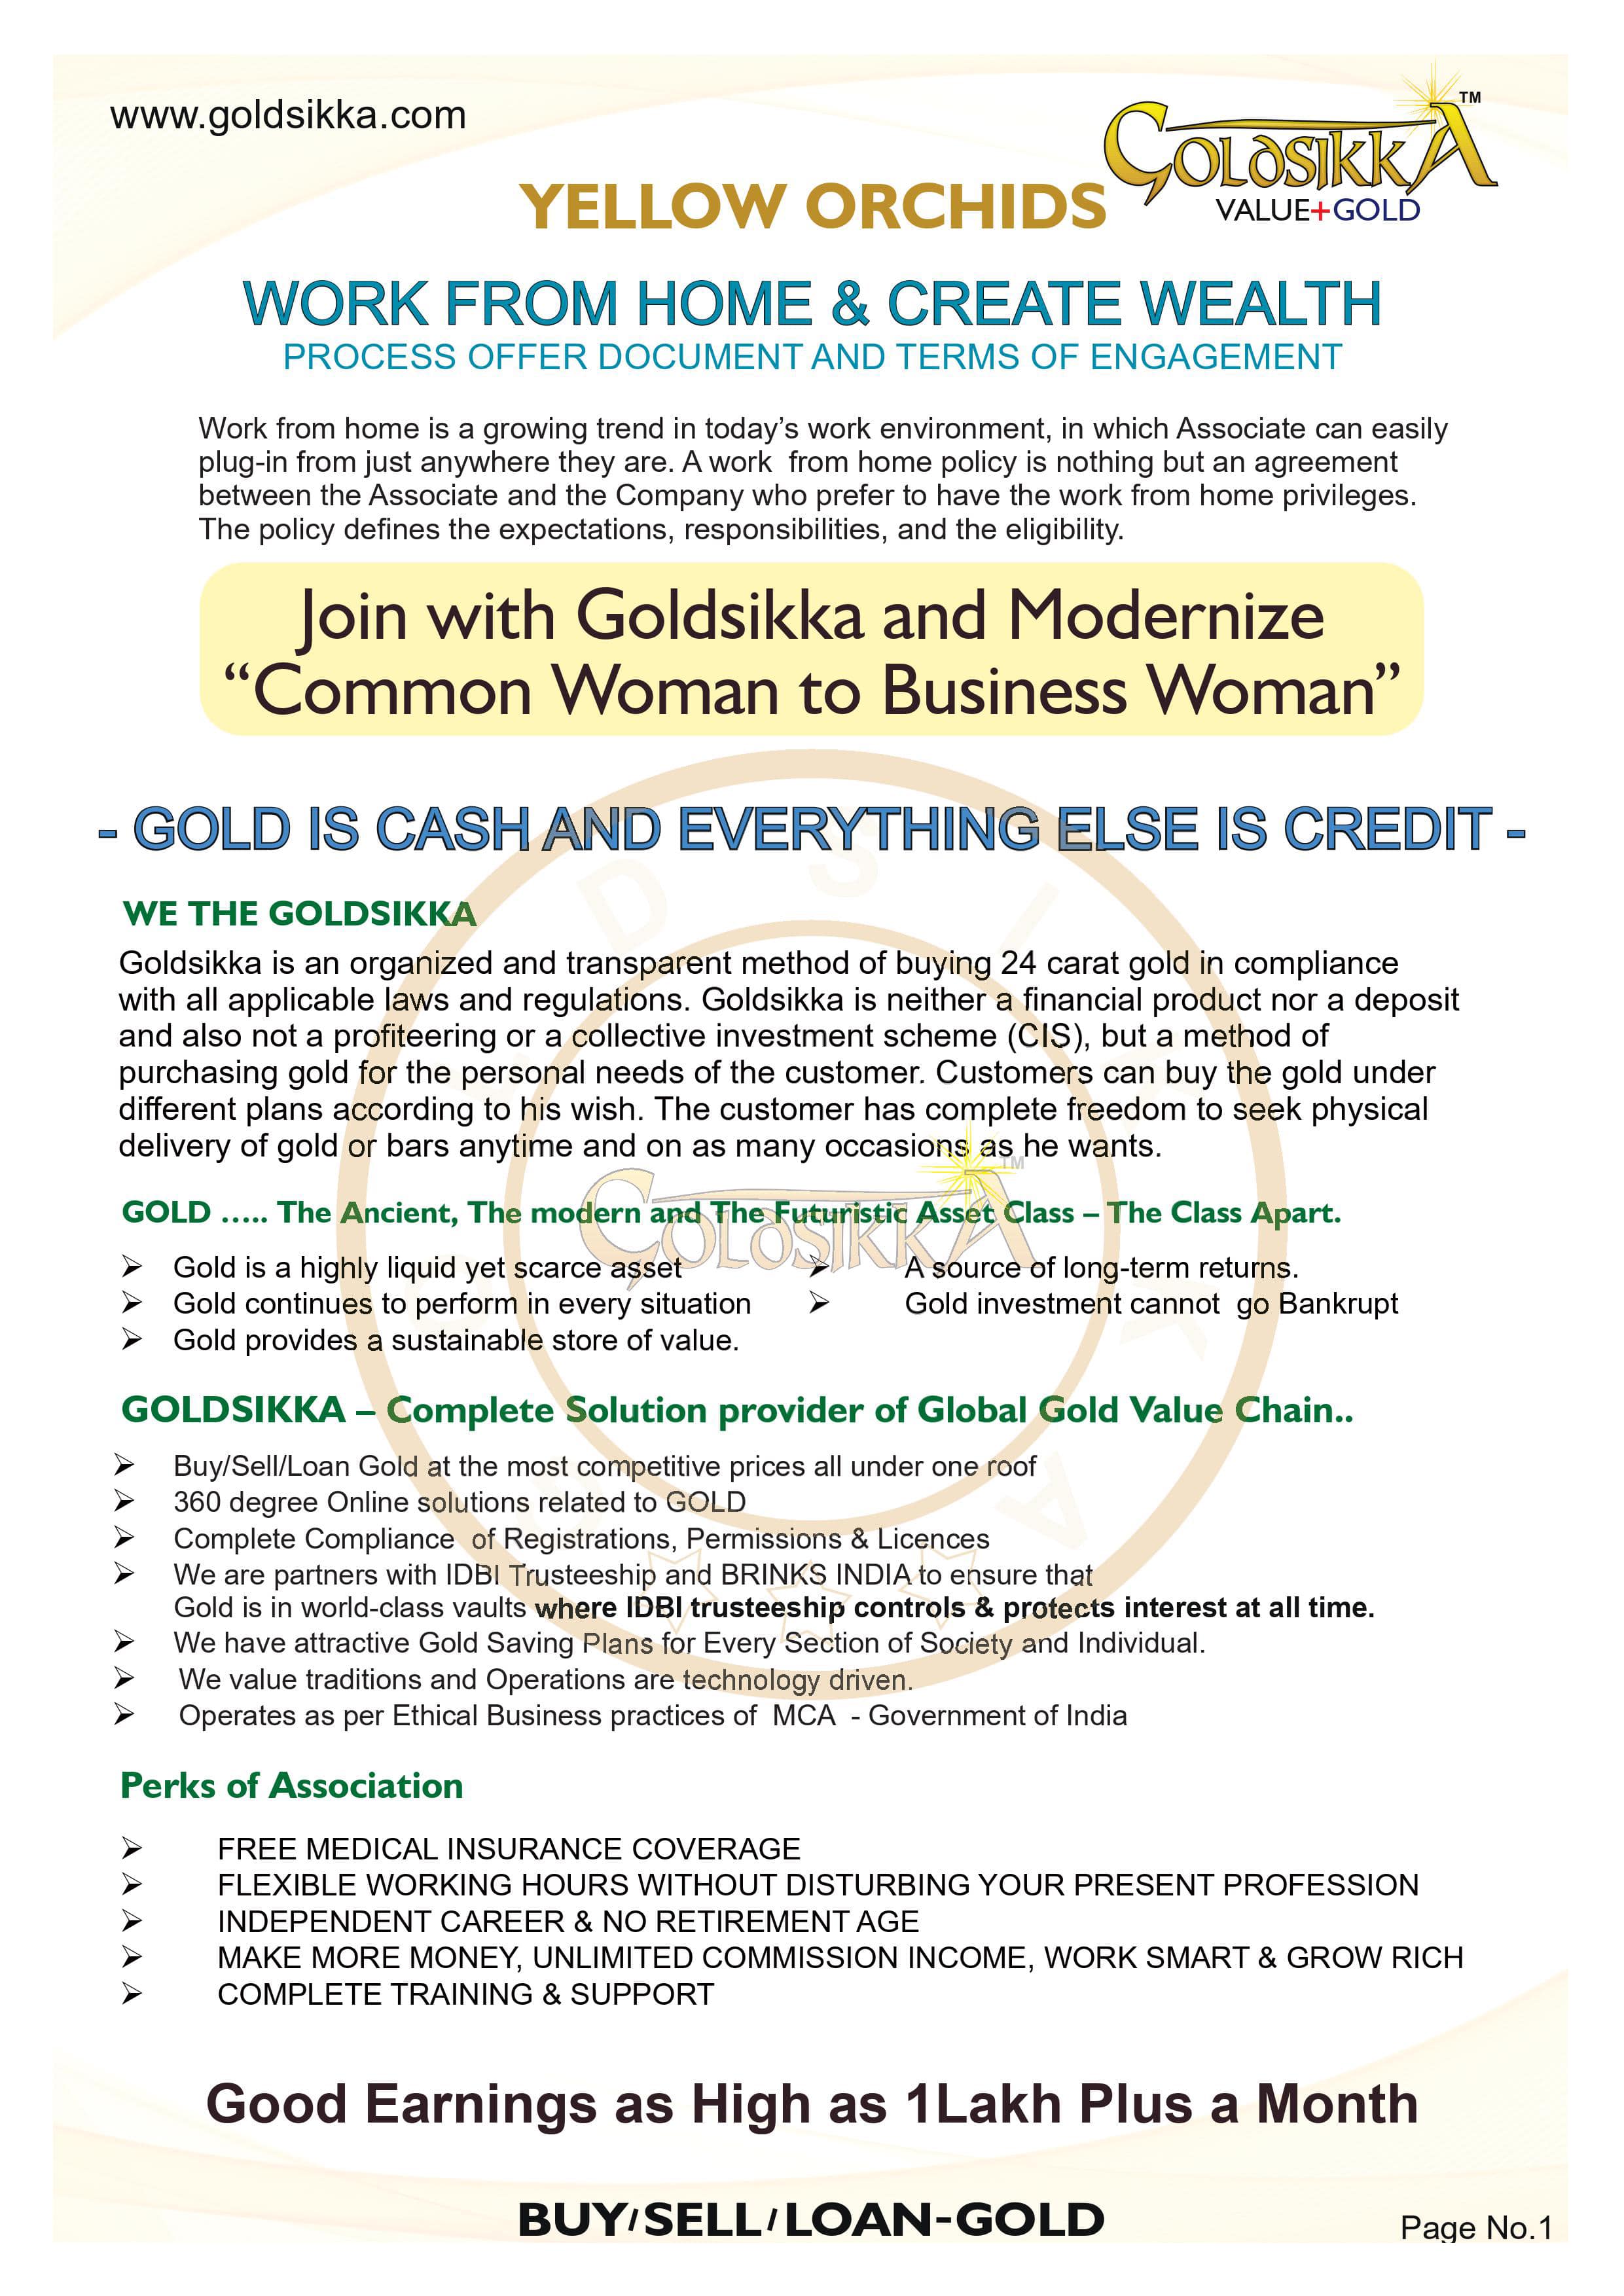 www.goldsikka.com
GOLDSIKKA TM
VALUE+GOLD
YELLOW ORCHIDS
WORK FROM HOME & CREATE WEALTH
PROCESS OFFER DOCUMENT AND TERMS OF ENGAGEMENT
Work from home is a growing trend in today’s work environment, in which Associate can easily
plug-in from just anywhere they are. A work from home policy is nothing but an agreement
between the Associate and the Company who prefer to have the work from home privileges.
The policy defines the expectations, responsibilities, and the eligibility.
Join with Goldsikka and Modernize
“Common Woman to Business Woman”
- GOLD IS CASH AND EVERYTHING ELSE IS CREDIT -
WE THE GOLDSIKKA
Goldsikka is an organized and transparent method of buying 24 carat gold in compliance
with all applicable laws and regulations. Goldsikka is neither a financial product nor a deposit
and also not a profiteering or a collective investment scheme (CIS), but a method of
purchasing gold for the personal needs of the customer. Customers can buy the gold under
different plans according to his wish. The customer has complete freedom to seek physical
delivery of gold or bars anytime and on as many occasions as he wants.
GOLDSIKKA TM
GOLD ..... The Ancient, The modern and The Futuristic Asset Class – The Class Apart.
➢ Gold is a highly liquid yet scarce asset ➢ A source of long-term returns.
➢ Gold continues to perform in every situation ➢ Gold investment cannot go Bankrupt
➢ Gold provides a sustainable store of value.
GOLDSIKKA – Complete Solution provider of Global Gold Value Chain..
➢ Buy/Sell/Loan Gold at the most competitive prices all under one roof
➢ 360 degree Online solutions related to GOLD
➢ Complete Compliance of Registrations, Permissions & Licences
➢ We are partners with IDBI Trusteeship and BRINKS INDIA to ensure that
Gold is in world-class vaults where IDBI trusteeship controls & protects interest at all time.
➢ We have attractive Gold Saving Plans for Every Section of Society and Individual.
➢ We value traditions and Operations are technology driven.
➢ Operates as per Ethical Business practices of MCA - Government of India
Perks of Association
➢ FREE MEDICAL INSURANCE COVERAGE
➢ FLEXIBLE WORKING HOURS WITHOUT DISTURBING YOUR PRESENT PROFESSION
➢ INDEPENDENT CAREER & NO RETIREMENT AGE
➢ MAKE MORE MONEY, UNLIMITED COMMISSION INCOME, WORK SMART & GROW RICH
➢ COMPLETE TRAINING & SUPPORT
Good Earnings as High as 1Lakh Plus a Month
BUY/SELL/LOAN-GOLD
Page No.1